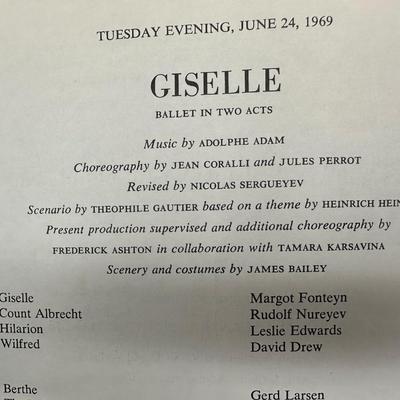 TUESDAY EVENING, JUNE 24, 1969
GISELLE
BALLET IN TWO ACTS
Music by ADOLPHE ADAM
Choreography by JEAN CORALLI and JULES PERROT
Revised by NICOLAS SERGUEYEV
Scenario by THEOPHILE GAUTIER based on a theme by HEINRICH HEIN
Present production supervised and additional choreography by
FREDERICK ASHTON in collaboration with TAMARA KARSAVINA
Scenery and costumes by JAMES BAILEY
Giselle Margot Fonteyn
Count Albrecht Rudolf Nureyev
Hilarion Leslie Edwards
Wilfred David Drew
Berthe Gerd Larsen